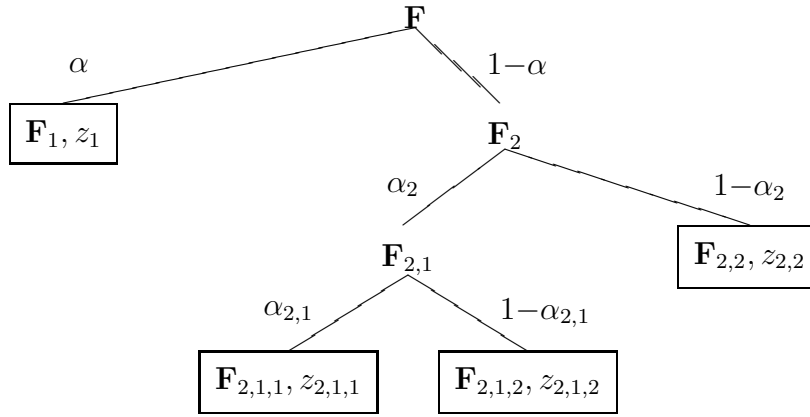 F
α 1−α
F₁, z₁
F₂
α₂ 1−α₂
F₂,₁ F₂,₂, z₂,₂
α₂,₁ 1−α₂,₁
F₂,₁,₁, z₂,₁,₁ F₂,₁,₂, z₂,₁,₂